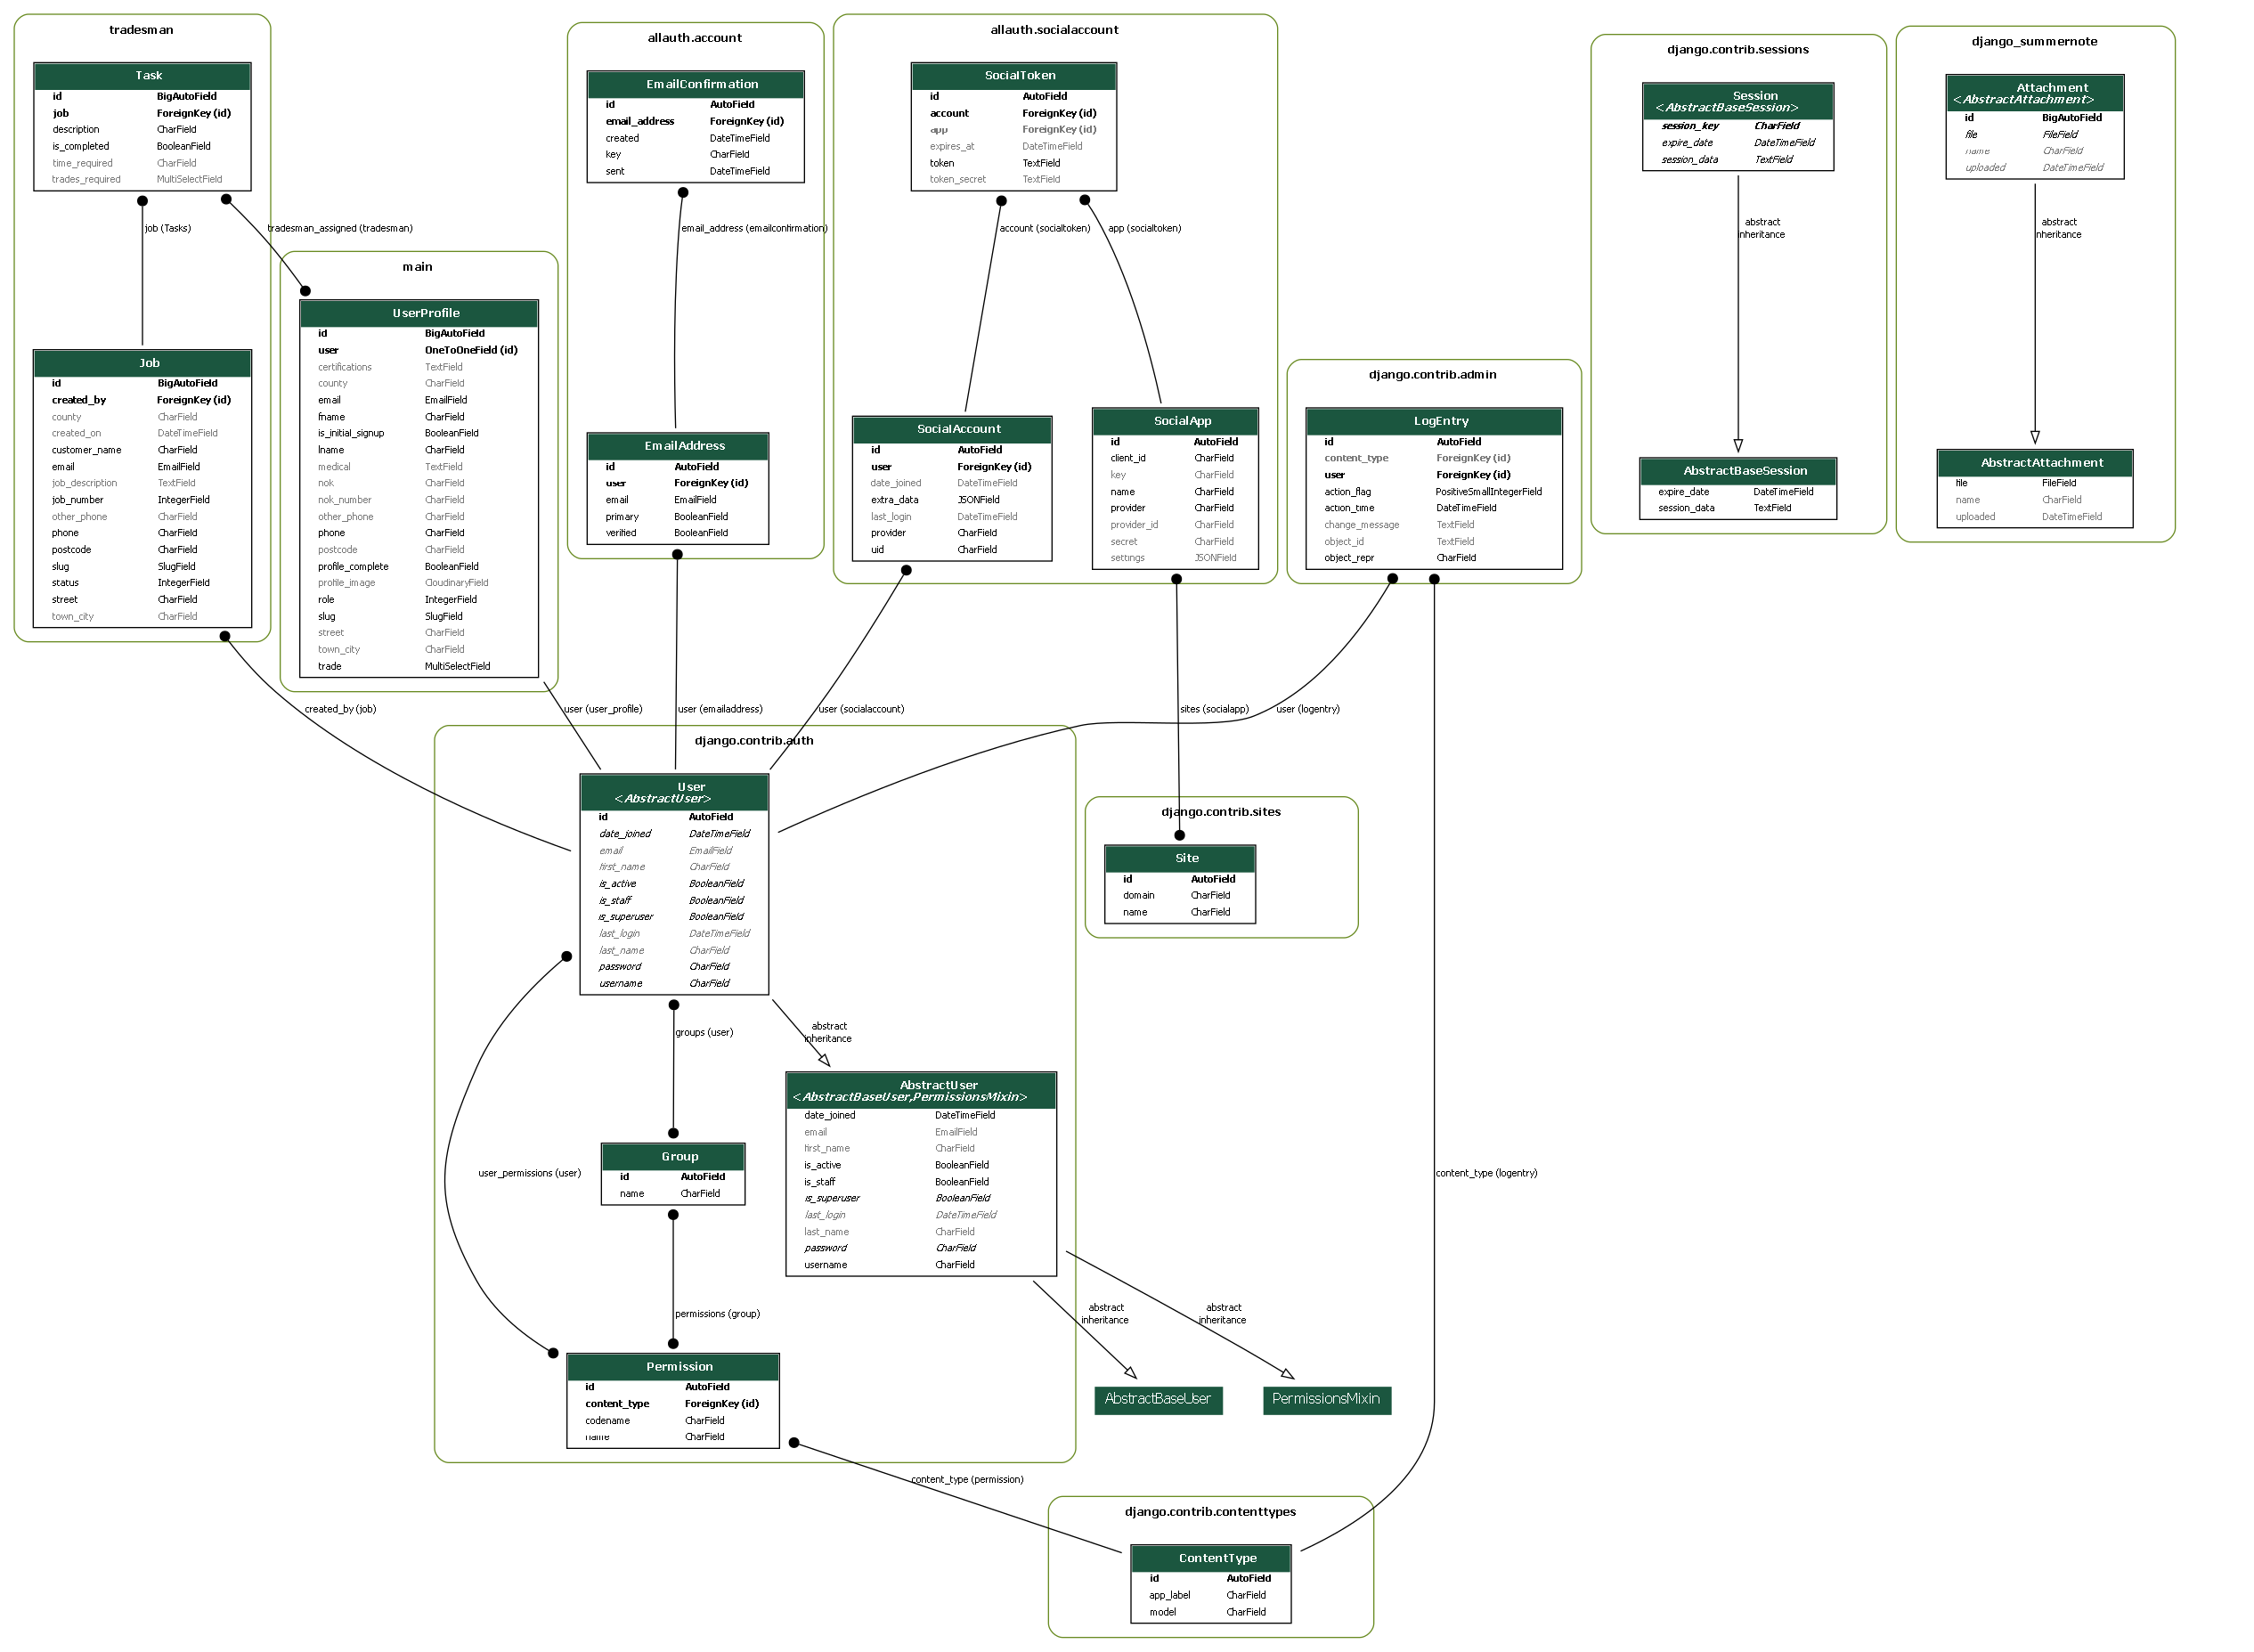 tradesman
Task
id BigAutoField
job ForeignKey (id)
description CharField
is_completed BooleanField
time_required CharField
trades_required MultiSelectField
job (Tasks)
tradesman_assigned (tradesman)
Job
id BigAutoField
created_by ForeignKey (id)
county CharField
created_on DateTimeField
customer_name CharField
email EmailField
job_description TextField
job_number IntegerField
other_phone CharField
phone CharField
postcode CharField
slug SlugField
status IntegerField
street CharField
town_city CharField
main
UserProfile
id BigAutoField
user OneToOneField (id)
certifications TextField
county CharField
email EmailField
fname CharField
is_initial_signup BooleanField
lname CharField
medical TextField
nok CharField
nok_number CharField
other_phone CharField
phone CharField
postcode CharField
profile_complete BooleanField
profile_image CloudinaryField
role IntegerField
slug SlugField
street CharField
town_city CharField
trade MultiSelectField
allauth.account
EmailConfirmation
id AutoField
email_address ForeignKey (id)
created DateTimeField
key CharField
sent DateTimeField
email_address (emailconfirmation)
EmailAddress
id AutoField
user ForeignKey (id)
email EmailField
primary BooleanField
verified BooleanField
allauth.socialaccount
SocialToken
id AutoField
account ForeignKey (id)
app ForeignKey (id)
expires_at DateTimeField
token TextField
token_secret TextField
account (socialtoken)
app (socialtoken)
SocialAccount
id AutoField
user ForeignKey (id)
date_joined DateTimeField
extra_data JSONField
last_login DateTimeField
provider CharField
uid CharField
SocialApp
id AutoField
client_id CharField
key CharField
name CharField
provider CharField
provider_id CharField
secret CharField
settings JSONField
django.contrib.admin
LogEntry
id AutoField
content_type ForeignKey (id)
user ForeignKey (id)
action_flag PositiveSmallIntegerField
action_time DateTimeField
change_message TextField
object_id TextField
object_repr CharField
django.contrib.sessions
Session
<AbstractBaseSession>
session_key CharField
expire_date DateTimeField
session_data TextField
abstract
inheritance
AbstractBaseSession
expire_date DateTimeField
session_data TextField
django_summernote
Attachment
<AbstractAttachment>
id BigAutoField
file FileField
name CharField
uploaded DateTimeField
abstract
inheritance
AbstractAttachment
file FileField
name CharField
uploaded DateTimeField
created_by (job)
user (user_profile)
user (emailaddress)
user (socialaccount)
sites (socialapp)
user (logentry)
django.contrib.auth
User
<AbstractUser>
id AutoField
date_joined DateTimeField
email EmailField
first_name CharField
is_active BooleanField
is_staff BooleanField
is_superuser BooleanField
last_login DateTimeField
last_name CharField
password CharField
username CharField
django.contrib.sites
Site
id AutoField
domain CharField
name CharField
groups (user)
abstract
inheritance
AbstractUser
<AbstractBaseUser,PermissionsMixin>
date_joined DateTimeField
email EmailField
first_name CharField
is_active BooleanField
is_staff BooleanField
is_superuser BooleanField
last_login DateTimeField
last_name CharField
password CharField
username CharField
user_permissions (user)
Group
id AutoField
name CharField
content_type (logentry)
permissions (group)
abstract
inheritance
abstract
inheritance
Permission
id AutoField
content_type ForeignKey (id)
codename CharField
name CharField
AbstractBaseUser
PermissionsMixin
content_type (permission)
django.contrib.contenttypes
ContentType
id AutoField
app_label CharField
model CharField